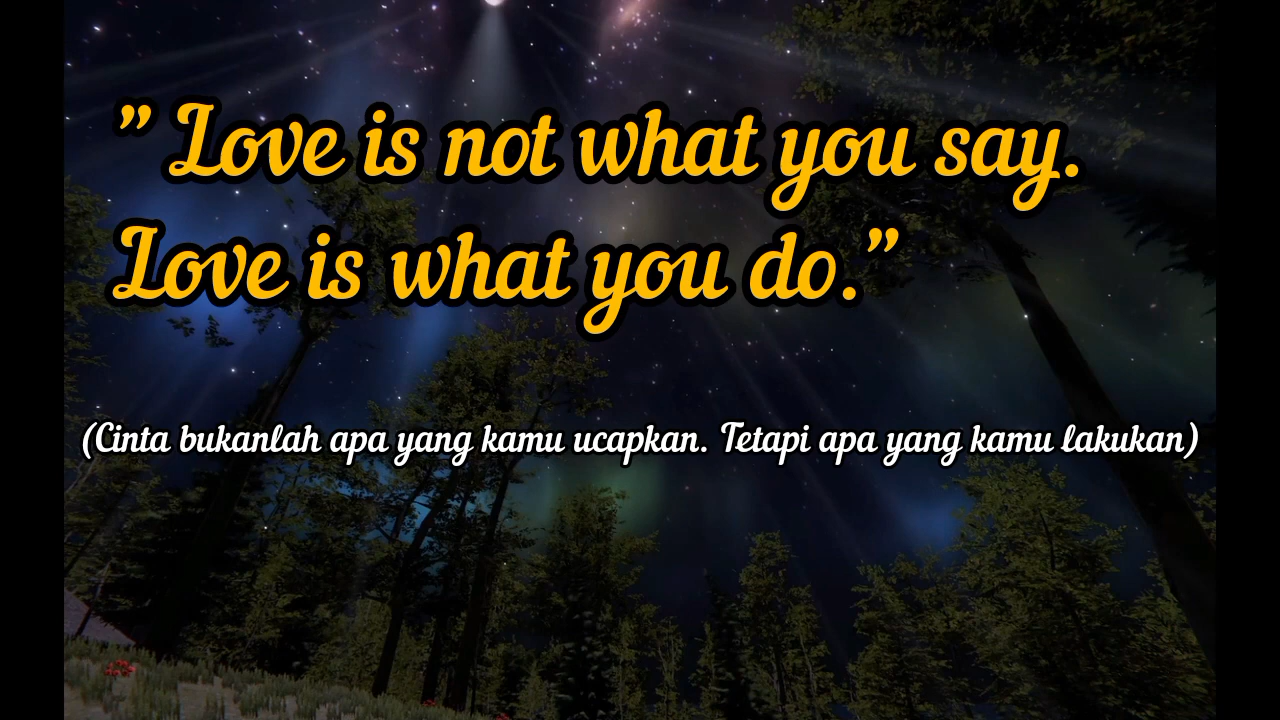 ” Love is not what you say.
Love is what you do.”
(Cinta bukanlah apa yang kamu ucapkan. Tetapi apa yang kamu lakukan)